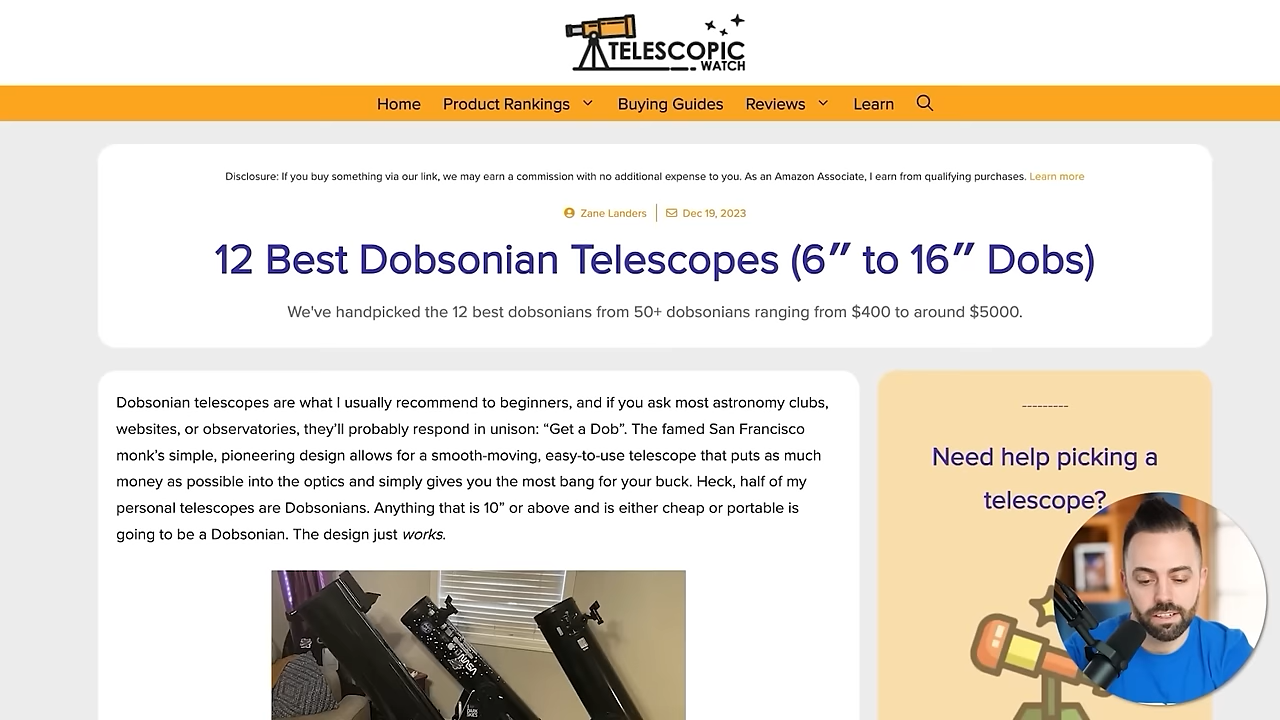 TELESCOPIC
WATCH
Home Product Rankings Buying Guides Reviews Learn
Disclosure: If you buy something via our link, we may earn a commission with no additional expense to you. As an Amazon Associate, I earn from qualifying purchases. Learn more
Zane Landers Dec 19, 2023
12 Best Dobsonian Telescopes (6″ to 16″ Dobs)
We've handpicked the 12 best dobsonians from 50+ dobsonians ranging from $400 to around $5000.
Dobsonian telescopes are what I usually recommend to beginners, and if you ask most astronomy clubs,
websites, or observatories, they’ll probably respond in unison: “Get a Dob”. The famed San Francisco
monk’s simple, pioneering design allows for a smooth-moving, easy-to-use telescope that puts as much
money as possible into the optics and simply gives you the most bang for your buck. Heck, half of my
personal telescopes are Dobsonians. Anything that is 10” or above and is either cheap or portable is
going to be a Dobsonian. The design just works.
NASA
---------
Need help picking a
telescope?